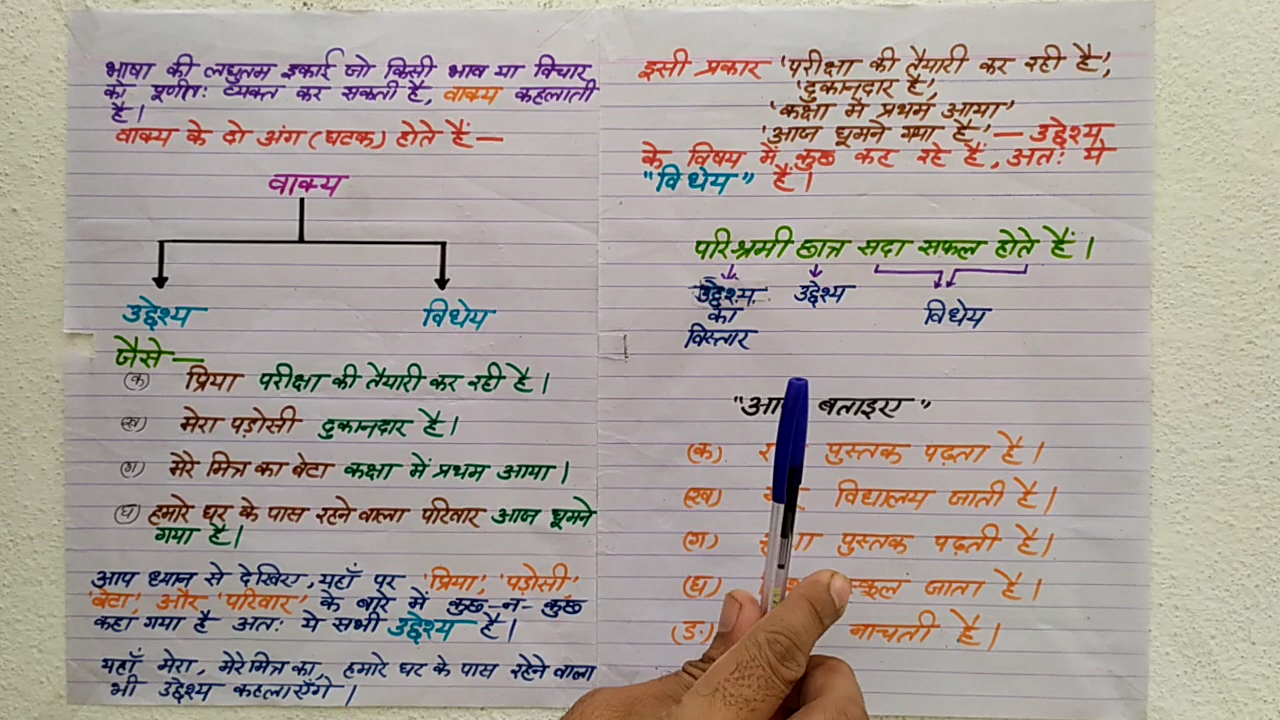 भाषा की लघुतम इकाई जो किसी भाव या विचार
को पूर्णतः व्यक्त कर सकती है, वाक्य कहलाती
है।
वाक्य के दो अंग (घटक) होते हैं —
वाक्य
उद्देश्य विधेय
जैसे —
(क) प्रिया परीक्षा की तैयारी कर रही है।
(ख) मेरा पड़ोसी दुकानदार है।
(ग) मेरे मित्र का बेटा कक्षा में प्रथम आया।
(घ) हमारे घर के पास रहने वाला परिवार आज घूमने
गया है।
आप ध्यान से देखिए, यहाँ पर 'प्रिया', 'पड़ोसी',
'बेटा', और 'परिवार' के बारे में कुछ-न-कुछ
कहा गया है अतः ये सभी उद्देश्य है।
यहाँ मेरा, मेरे मित्र का, हमारे घर के पास रहेने वाला
भी उद्देश्य कहलाएँगे।
इसी प्रकार 'परीक्षा की तैयारी कर रही है',
'दुकानदार है',
'कक्षा में प्रथम आया'
'आज घूमने गया है' — उद्देश्य
के विषय में कुछ कह रहे हैं, अतः ये
"विधेय" हैं।
परिश्रमी छात्र सदा सफल होते हैं।
उद्देश्य उद्देश्य विधेय
का
विस्तार
" बताइए "
(क) पुस्तक पढ़ता है।
(ख) विद्यालय जाती है।
(ग) पुस्तक पढ़ती है।
(घ) जाता है।
(ङ) नाचती है।